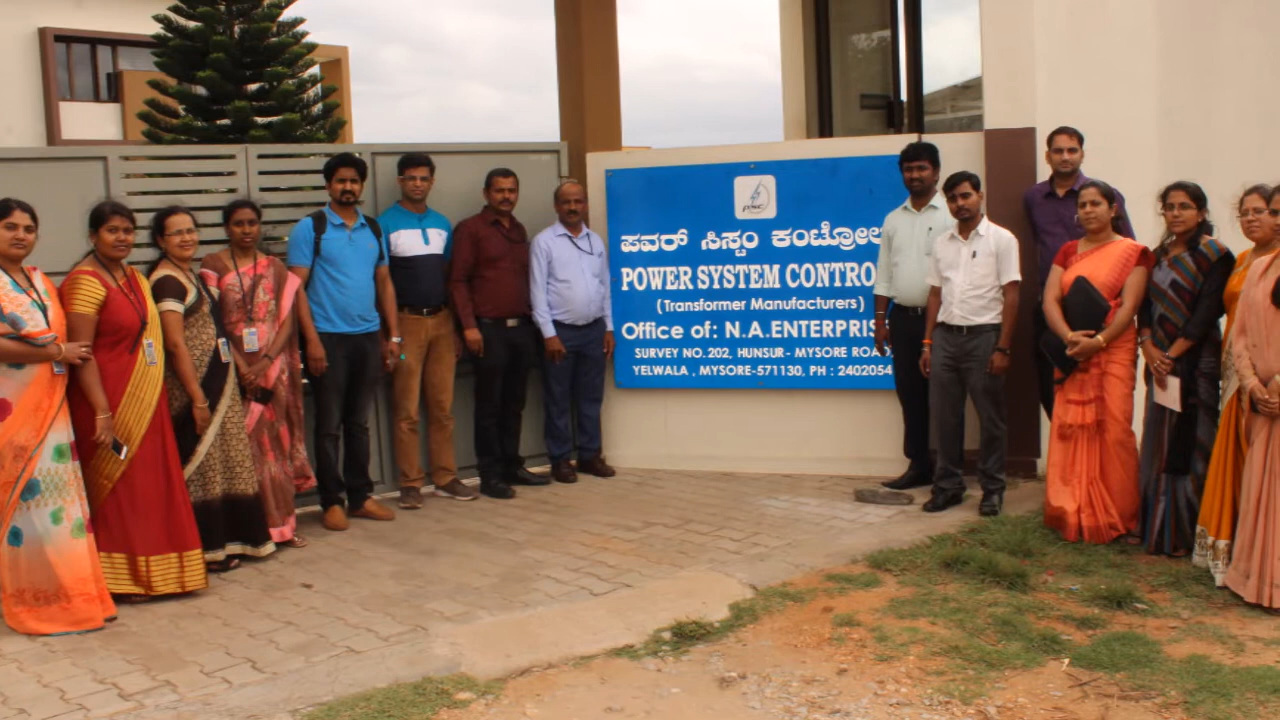 ಪವರ್ ಸಿಸ್ಟಂ ಕಂಟ್ರೋಲ
POWER SYSTEM CONTRO
(Transformer Manufacturers)
Office of: N.A.ENTERPRIS
SURVEY NO.202, HUNSUR- MYSORE ROAD,
YELWALA , MYSORE-571130, PH : 2402054